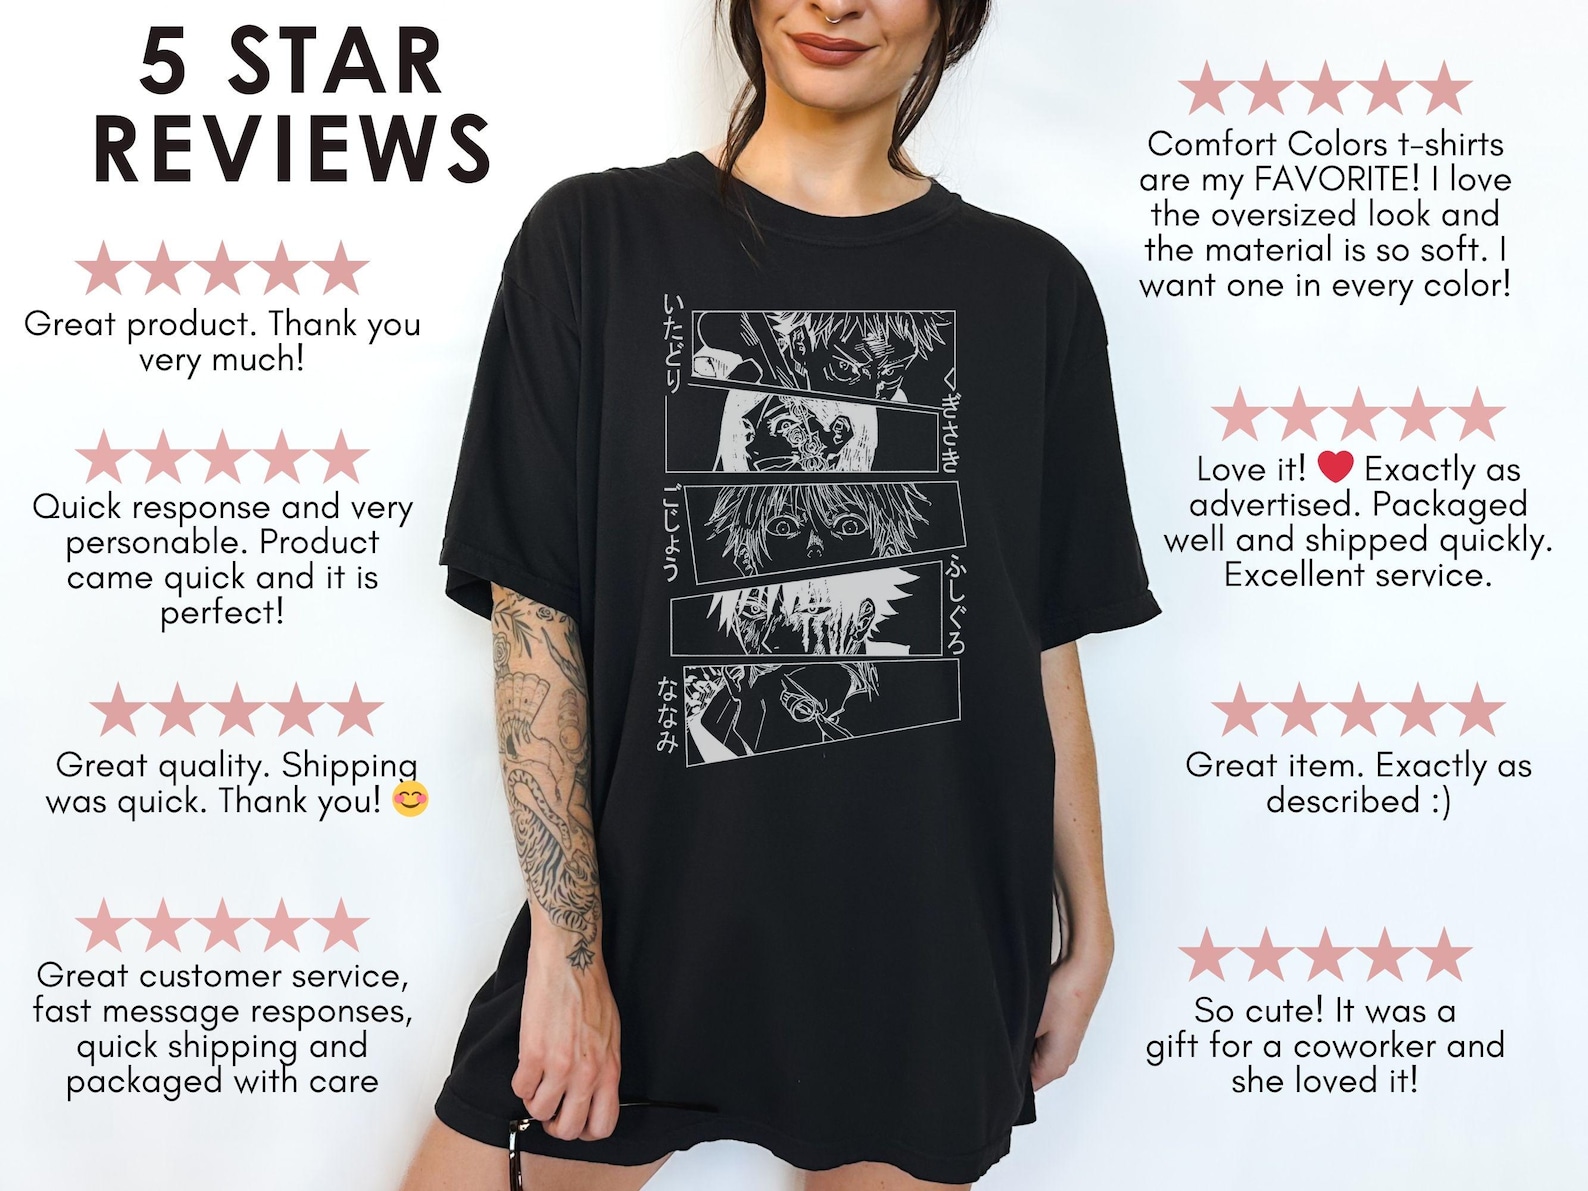 5 STAR
REVIEWS
Great product. Thank you
very much!
Quick response and very
personable. Product
came quick and it is
perfect!
Great quality. Shipping
was quick. Thank you! 😊
Great customer service,
fast message responses,
quick shipping and
packaged with care
いたどり
くぎさき
ごじょう
ふしぐろ
ななみ
Comfort Colors t-shirts
are my FAVORITE! I love
the oversized look and
the material is so soft. I
want one in every color!
Love it! ❤️ Exactly as
advertised. Packaged
well and shipped quickly.
Excellent service.
Great item. Exactly as
described :)
So cute! It was a
gift for a coworker and
she loved it!